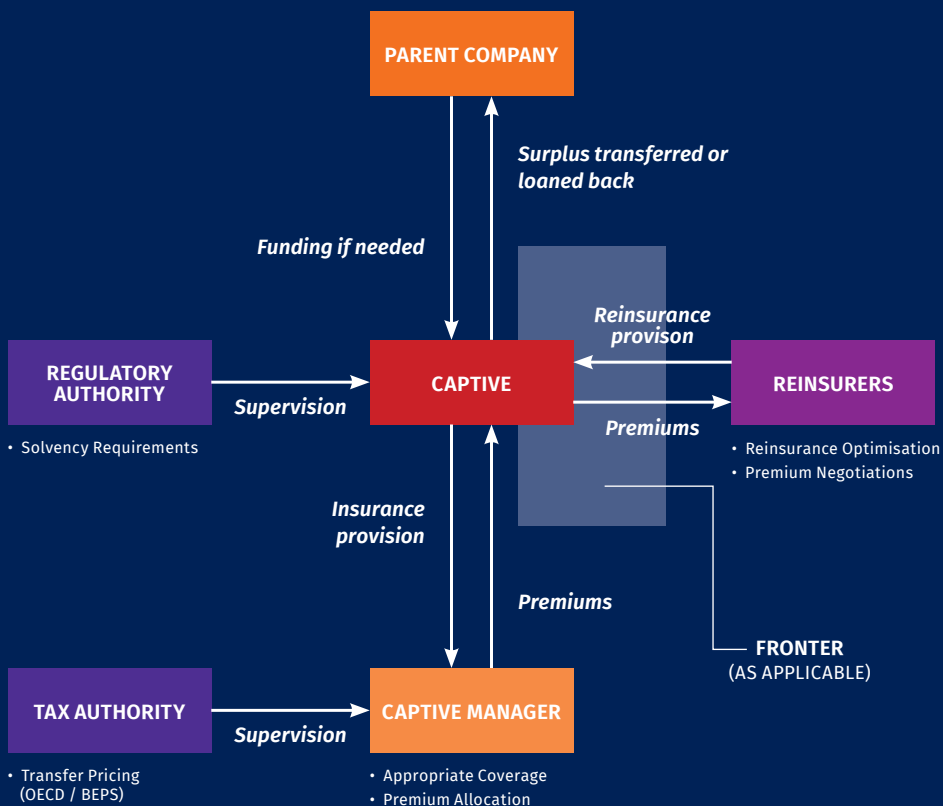 PARENT COMPANY
Surplus transferred or
loaned back
Funding if needed
Reinsurance
provison
REGULATORY
AUTHORITY
Supervision
CAPTIVE
Premiums
REINSURERS
• Solvency Requirements
• Reinsurance Optimisation
• Premium Negotiations
Insurance
provision
Premiums
FRONTER
(AS APPLICABLE)
TAX AUTHORITY
Supervision
CAPTIVE MANAGER
• Transfer Pricing
(OECD / BEPS)
• Appropriate Coverage
• Premium Allocation